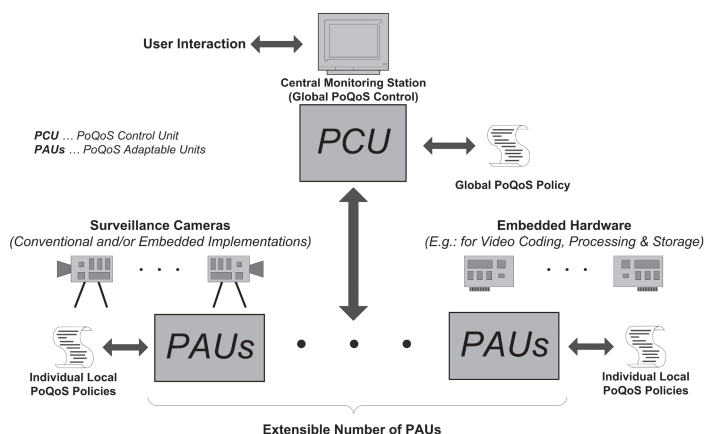 User Interaction
Central Monitoring Station
(Global PoQoS Control)
PCU … PoQoS Control Unit
PAUs … PoQoS Adaptable Units
PCU
Global PoQoS Policy
Surveillance Cameras
(Conventional and/or Embedded Implementations)
Embedded Hardware
(E.g.: for Video Coding, Processing & Storage)
PAUs
PAUs
Individual Local
PoQoS Policies
Individual Local
PoQoS Policies
Extensible Number of PAUs